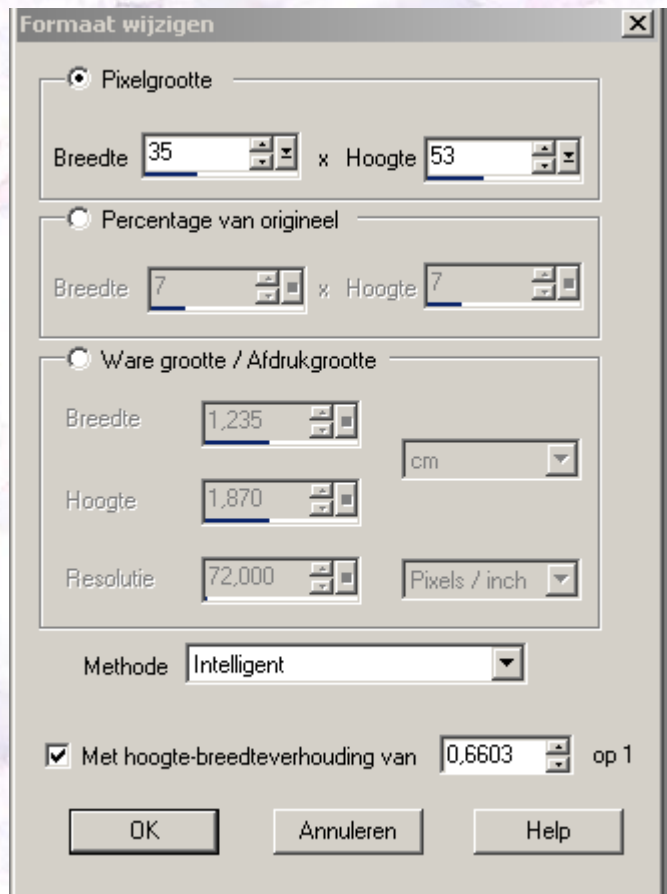 Formaat wijzigen
Pixelgrootte
Breedte 35 x Hoogte 53
Percentage van origineel
Breedte 7 x Hoogte 7
Ware grootte / Afdrukgrootte
Breedte 1,235
cm
Hoogte 1,870
Resolutie 72,000 Pixels / inch
Methode Intelligent
Met hoogte-breedteverhouding van 0,6603 op 1
OK Annuleren Help